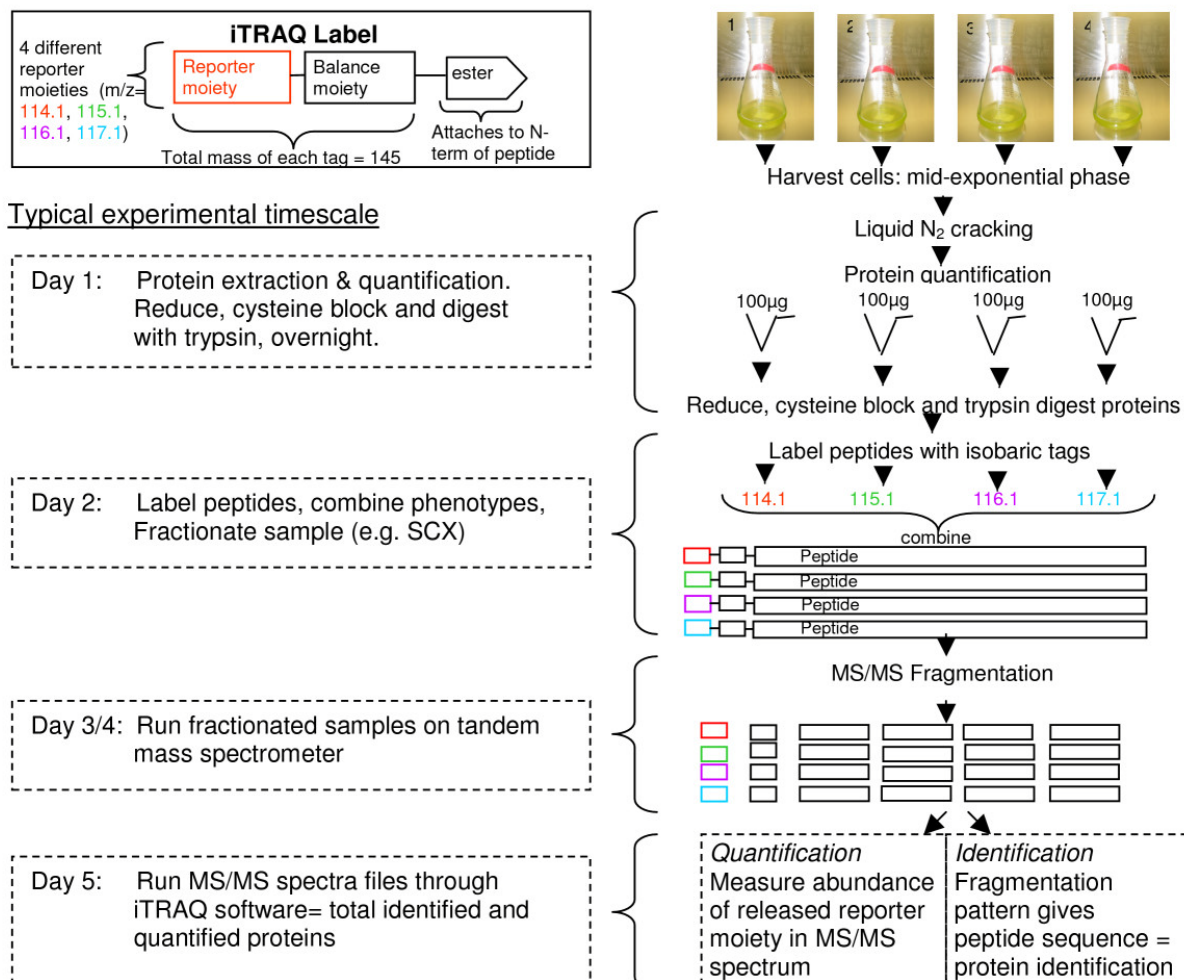 iTRAQ Label
4 different
reporter
moieties (m/z=
114.1, 115.1,
116.1, 117.1)
Reporter
moiety
Balance
moiety
ester
Total mass of each tag = 145
Attaches to N-
term of peptide
1 2 3 4
Harvest cells: mid-exponential phase
Typical experimental timescale
Liquid N₂ cracking
Protein quantification
100µg 100µg 100µg 100µg
Day 1: Protein extraction & quantification.
Reduce, cysteine block and digest
with trypsin, overnight.
Reduce, cysteine block and trypsin digest proteins
Label peptides with isobaric tags
114.1 115.1 116.1 117.1
combine
Day 2: Label peptides, combine phenotypes,
Fractionate sample (e.g. SCX)
Peptide
Peptide
Peptide
Peptide
MS/MS Fragmentation
Day 3/4: Run fractionated samples on tandem
mass spectrometer
Day 5: Run MS/MS spectra files through
iTRAQ software= total identified and
quantified proteins
Quantification
Measure abundance
of released reporter
moiety in MS/MS
spectrum
Identification
Fragmentation
pattern gives
peptide sequence =
protein identification